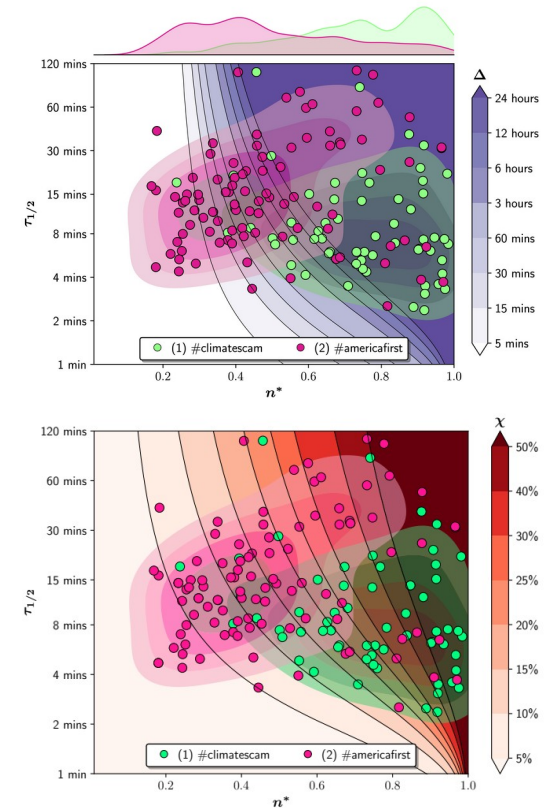 120 mins
60 mins
30 mins
15 mins
8 mins
4 mins
2 mins
1 min
τ1/2
0.2 0.4 0.6 0.8 1.0
n*
(1) #climatescam (2) #americafirst
Δ
24 hours
12 hours
6 hours
3 hours
60 mins
30 mins
15 mins
5 mins
120 mins
60 mins
30 mins
15 mins
8 mins
4 mins
2 mins
1 min
τ1/2
0.2 0.4 0.6 0.8 1.0
n*
(1) #climatescam (2) #americafirst
χ
50%
40%
30%
25%
20%
15%
10%
5%